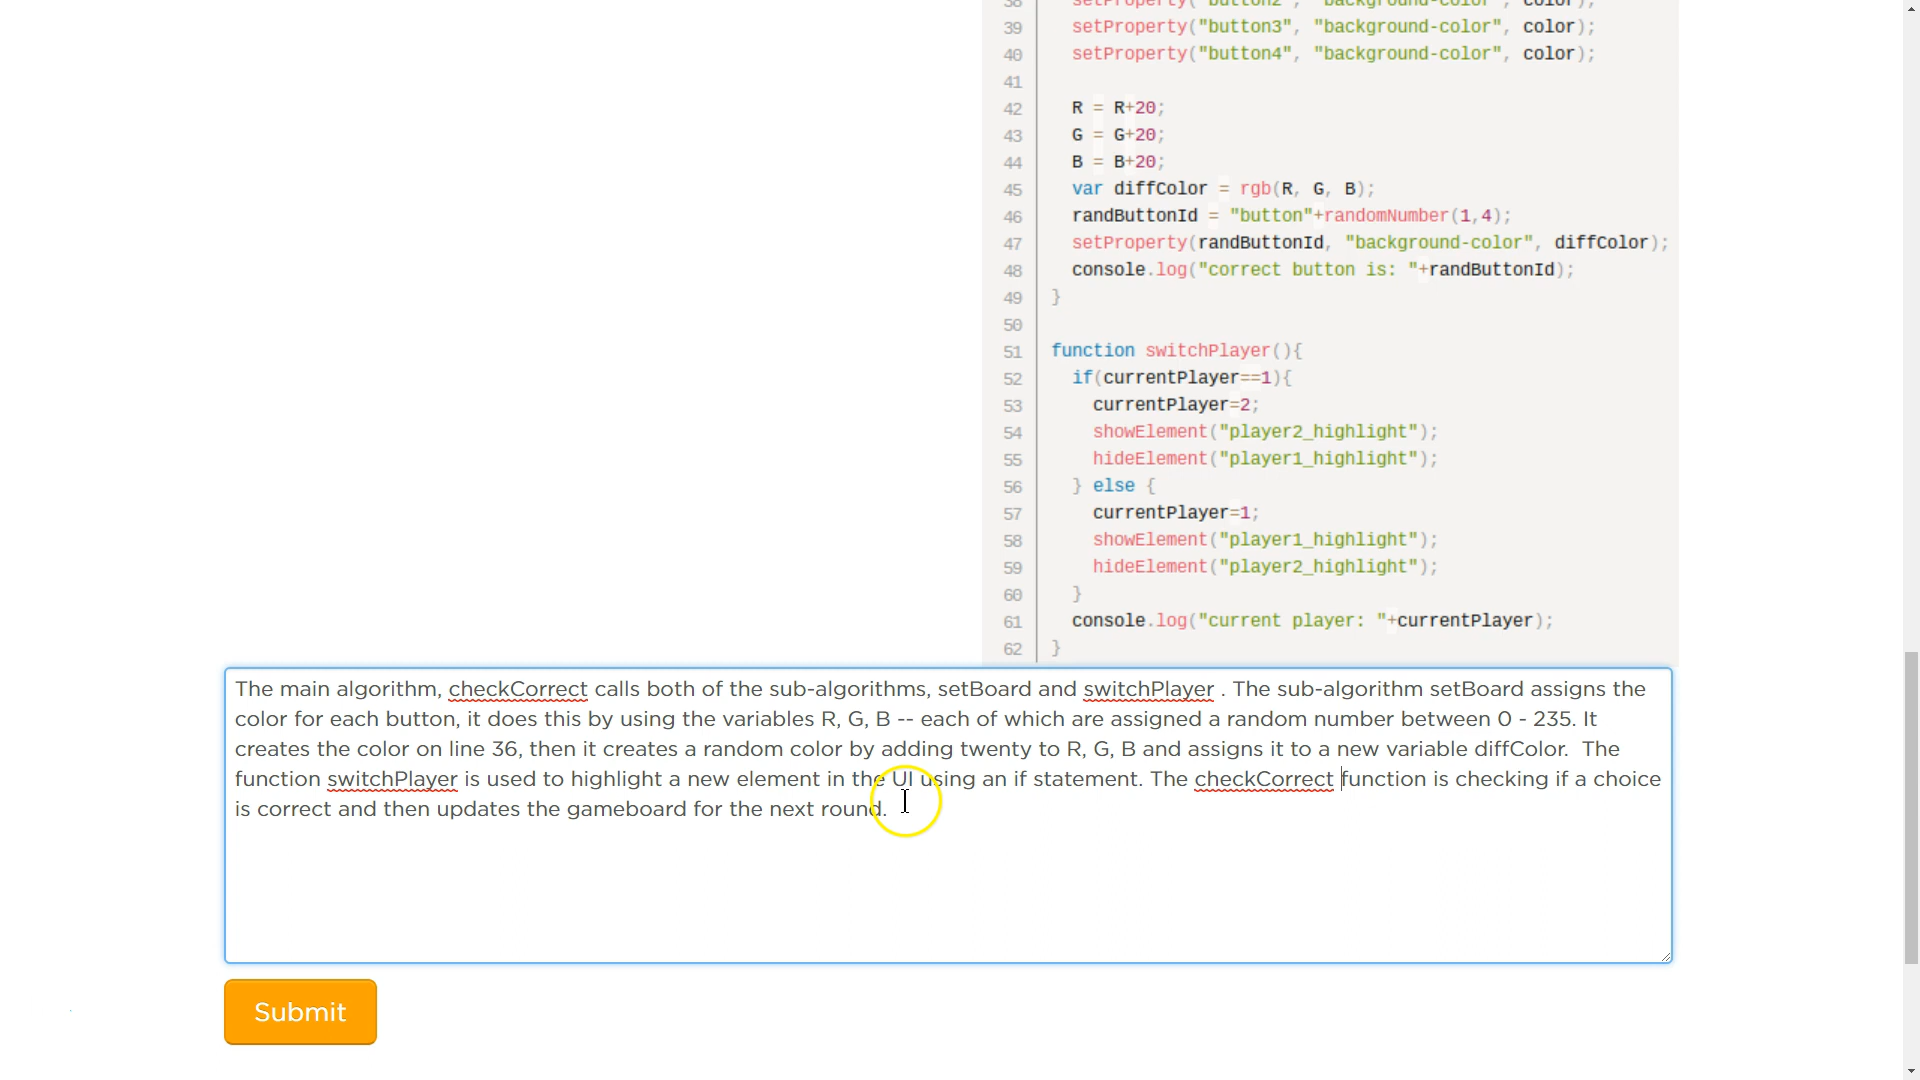 38 setProperty("button2", "background-color", color);
39 setProperty("button3", "background-color", color);
40 setProperty("button4", "background-color", color);
41
42 R = R+20;
43 G = G+20;
44 B = B+20;
45 var diffColor = rgb(R, G, B);
46 randButtonId = "button"+randomNumber(1,4);
47 setProperty(randButtonId, "background-color", diffColor);
48 console.log("correct button is: "+randButtonId);
49 }
50
51 function switchPlayer(){
52 if(currentPlayer==1){
53 currentPlayer=2;
54 showElement("player2_highlight");
55 hideElement("player1_highlight");
56 } else {
57 currentPlayer=1;
58 showElement("player1_highlight");
59 hideElement("player2_highlight");
60 }
61 console.log("current player: "+currentPlayer);
62 }
The main algorithm, checkCorrect calls both of the sub-algorithms, setBoard and switchPlayer . The sub-algorithm setBoard assigns the
color for each button, it does this by using the variables R, G, B -- each of which are assigned a random number between 0 - 235. It
creates the color on line 36, then it creates a random color by adding twenty to R, G, B and assigns it to a new variable diffColor.  The
function switchPlayer is used to highlight a new element in the UI using an if statement. The checkCorrect function is checking if a choice
is correct and then updates the gameboard for the next round.
Submit